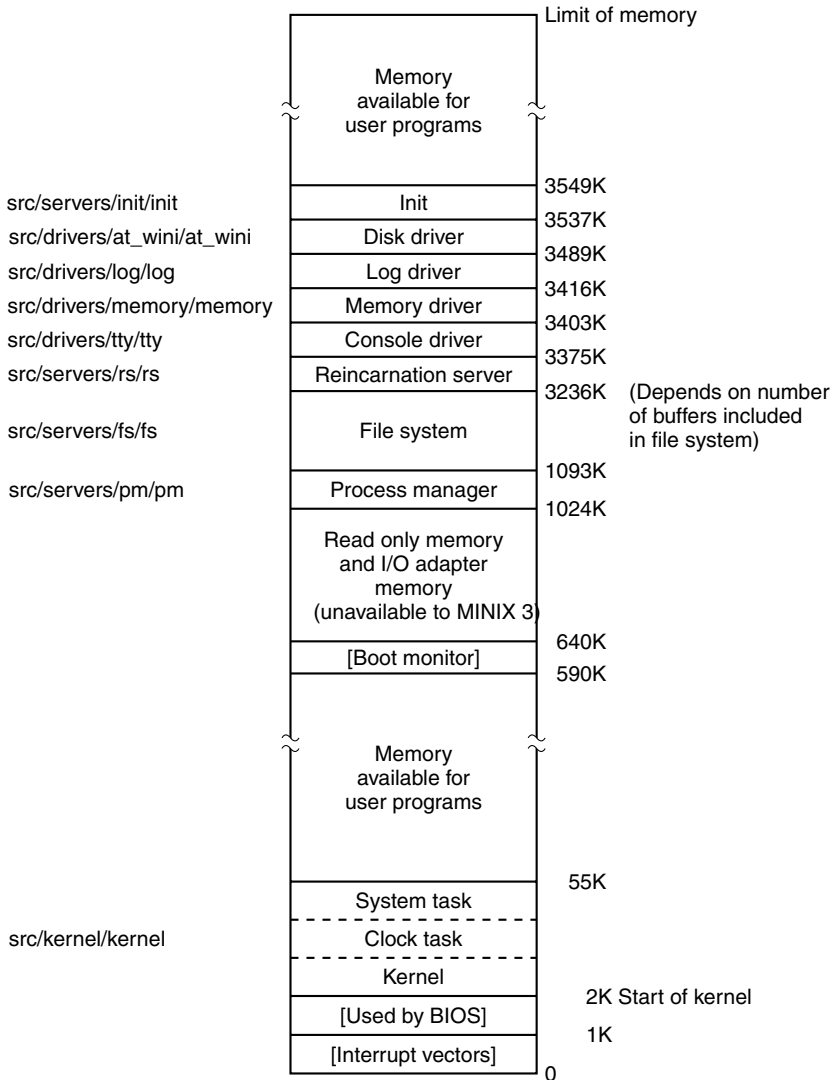 Limit of memory
Memory
available for
user programs
3549K
src/servers/init/init
Init
3537K
src/drivers/at_wini/at_wini
Disk driver
3489K
src/drivers/log/log
Log driver
3416K
src/drivers/memory/memory
Memory driver
3403K
src/drivers/tty/tty
Console driver
3375K
src/servers/rs/rs
Reincarnation server
3236K
(Depends on number
of buffers included
in file system)
src/servers/fs/fs
File system
1093K
src/servers/pm/pm
Process manager
1024K
Read only memory
and I/O adapter
memory
(unavailable to MINIX 3)
640K
[Boot monitor]
590K
Memory
available for
user programs
55K
System task
src/kernel/kernel
Clock task
Kernel
2K Start of kernel
[Used by BIOS]
1K
[Interrupt vectors]
0